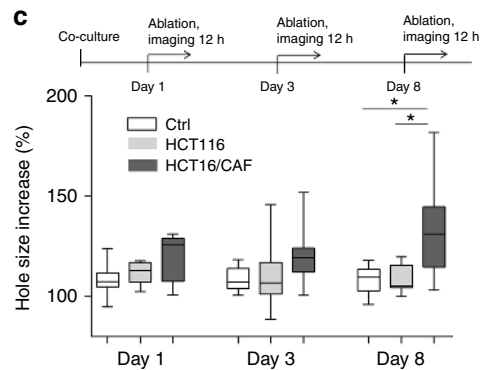 c
Co-culture
Ablation,
imaging 12 h
Ablation,
imaging 12 h
Ablation,
imaging 12 h
Day 1
Day 3
Day 8
Hole size increase (%)
200
150
100
Ctrl
HCT116
HCT16/CAF
*
*
Day 1
Day 3
Day 8